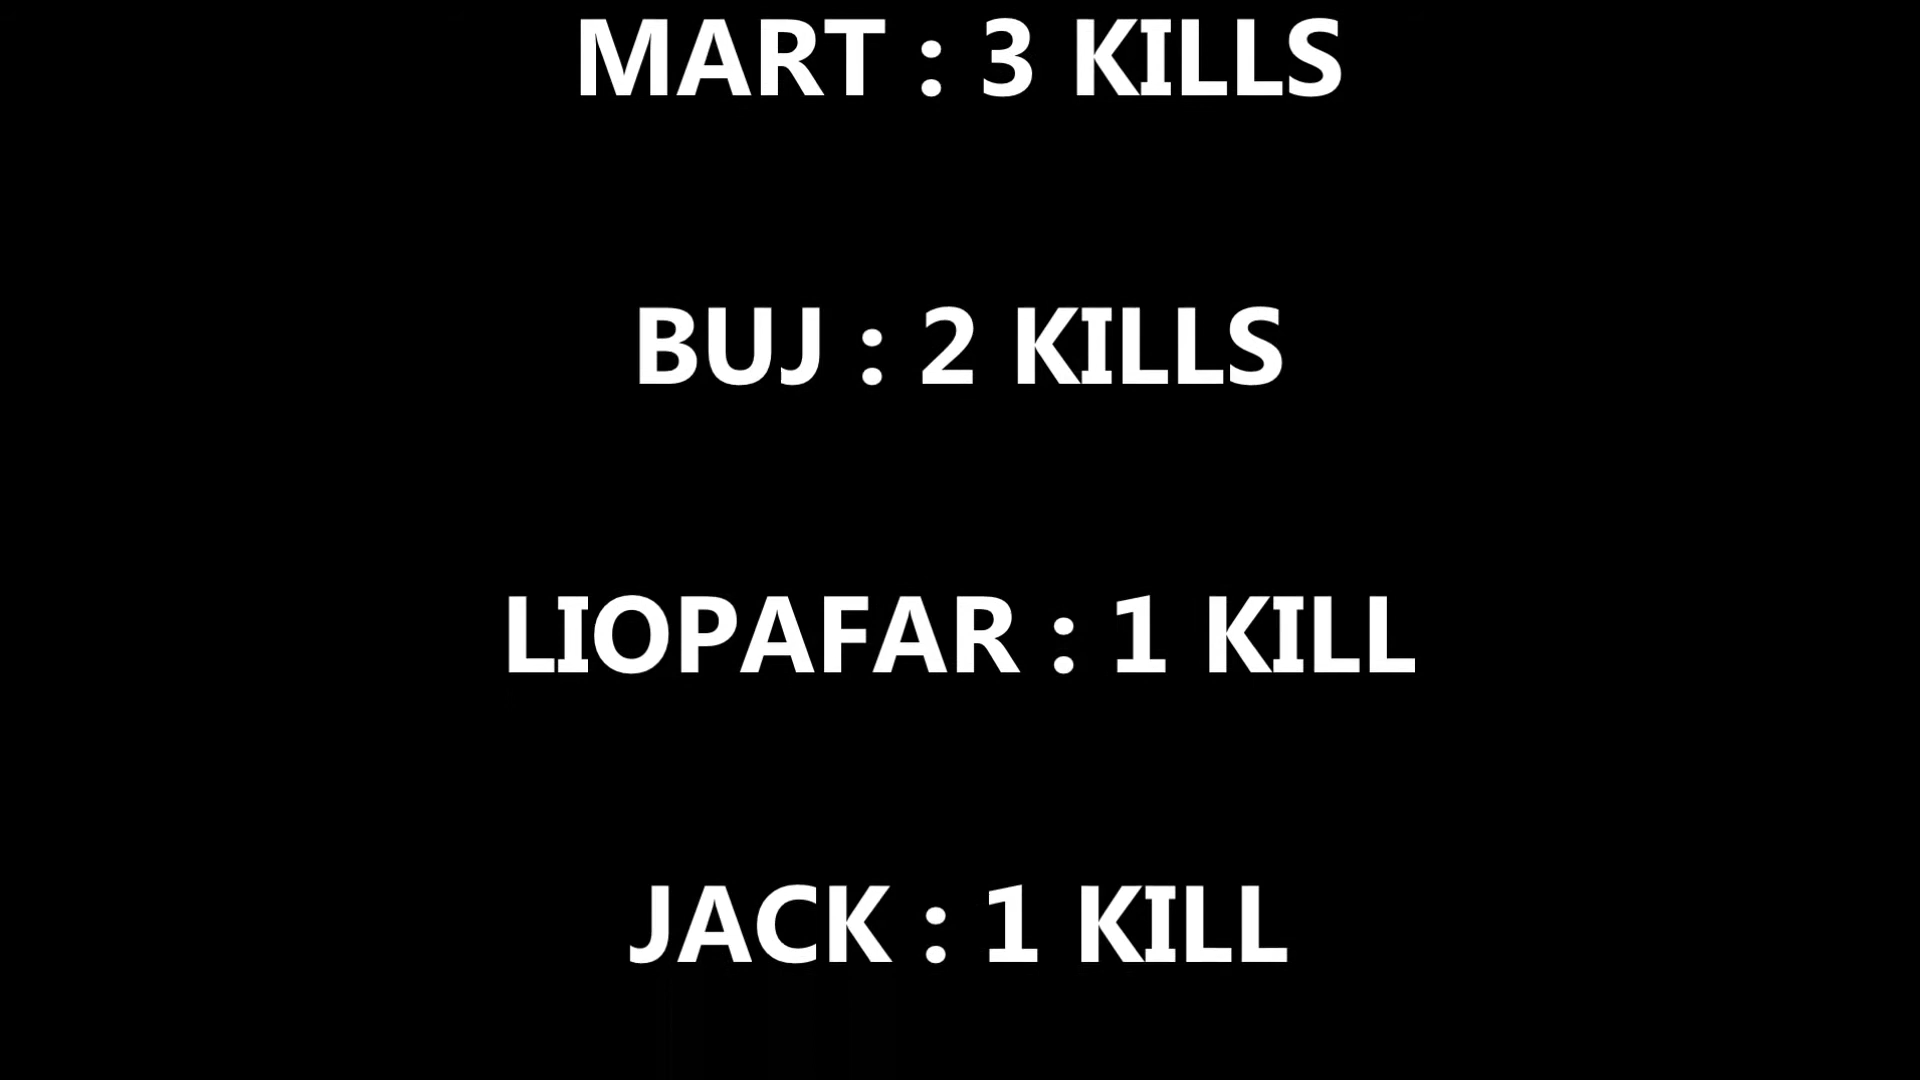 MART : 3 KILLS
BUJ : 2 KILLS
LIOPAFAR : 1 KILL
JACK : 1 KILL